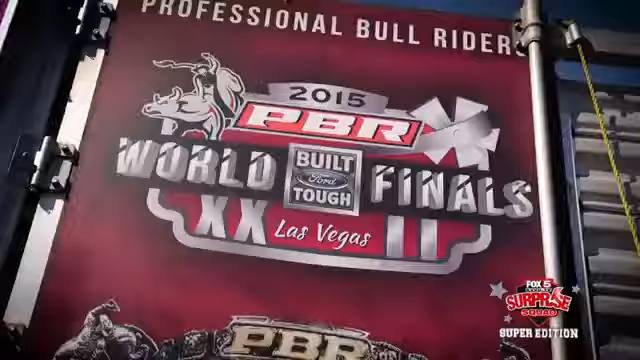 PROFESSIONAL BULL RIDERS
2015
PBR
WORLD FINALS
BUILT
Ford
TOUGH
XX Las Vegas II
PBR
FOX 5
SURPRISE
SQUAD
SUPER EDITION